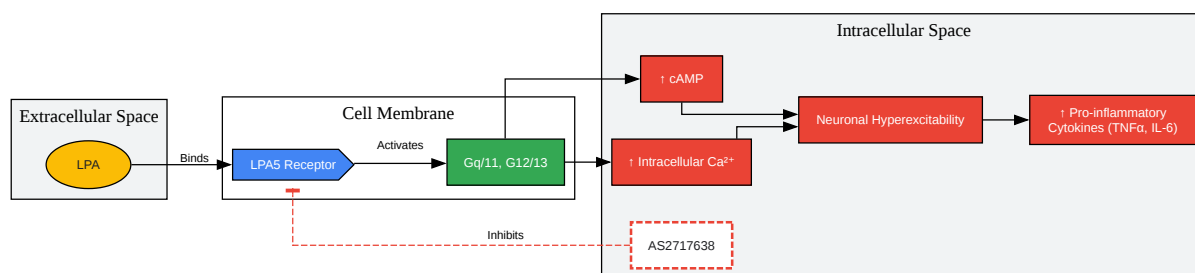 Extracellular Space
LPA
Binds
Cell Membrane
LPA5 Receptor
Activates
Gq/11, G12/13
Intracellular Space
↑ cAMP
↑ Intracellular Ca²⁺
Neuronal Hyperexcitability
↑ Pro-inflammatory
Cytokines (TNFα, IL-6)
Inhibits
AS2717638